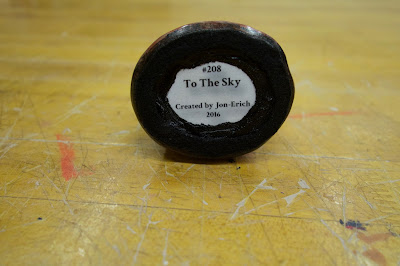 #208
To The Sky
Created by Jon-Erich
2016